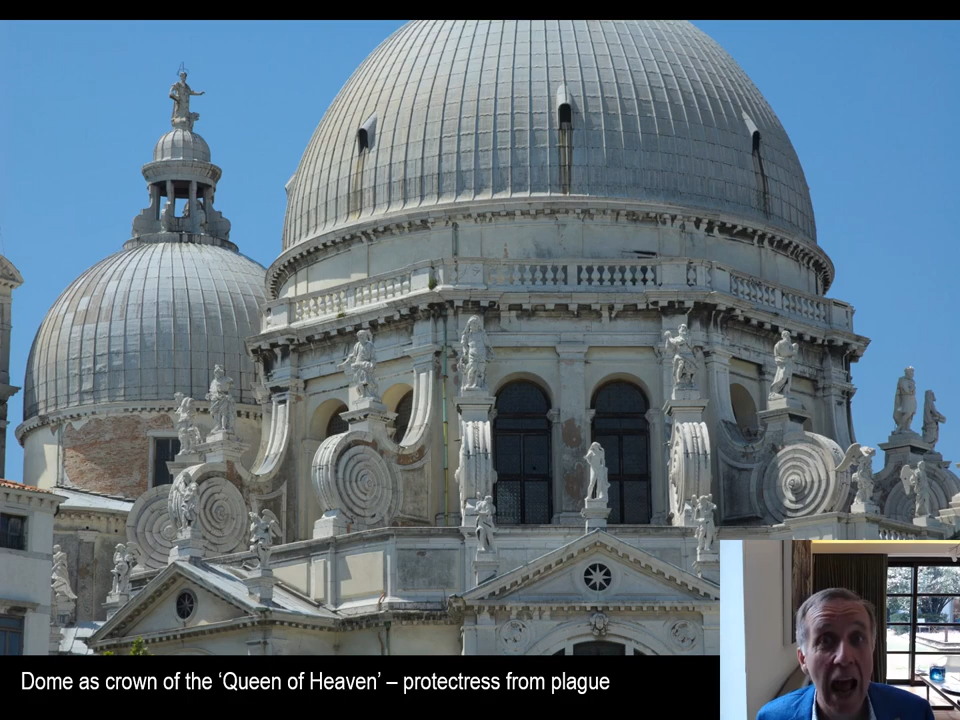 Dome as crown of the ‘Queen of Heaven’ – protectress from plague